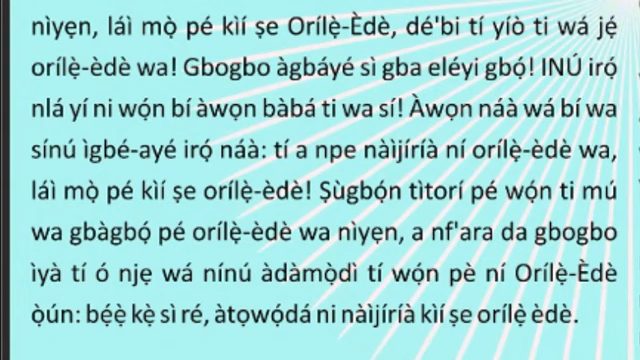 nìyẹn, láì mọ̀ pé kìí ṣe Orílẹ̀-Èdè, dé'bi tí yíò ti wá jẹ́
orílẹ̀-èdè wa! Gbogbo àgbáyé sì gba eléyi gbọ́! INÚ irọ́
nlá yí ni wọ́n bí àwọn bàbá ti wa sí! Àwọn náà wá bí wa
sínú ìgbé-ayé irọ́ náà: tí a npe nàìjíríà ní orílẹ̀-èdè wa,
láì mọ̀ pé kìí ṣe orílẹ̀-èdè! Ṣùgbọ́n tìtorí pé wọ́n ti mú
wa gbàgbọ́ pé orílẹ̀-èdè wa nìyẹn, a nf'ara da gbogbo
ìyà tí ó njẹ wá nínú àdàmọ̀dì tí wọ́n pè ní Orílẹ̀-Èdè
ọ̀ún: bẹ́ẹ̀ kẹ̀ sì ré, àtọwọ́dá ni nàìjíríà kìí ṣe orílẹ̀ èdè.